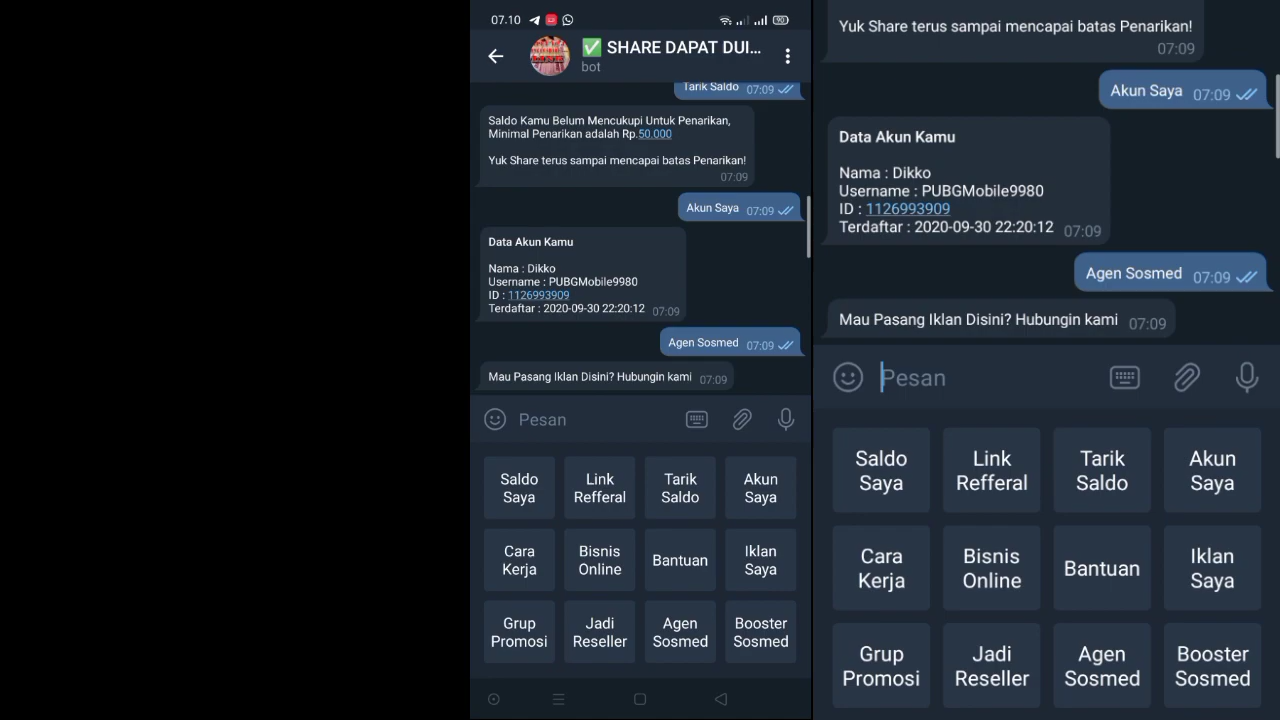 07.10
90
✅ SHARE DAPAT DUI...
bot
Tarik Saldo 07:09
Saldo Kamu Belum Mencukupi Untuk Penarikan,
Minimal Penarikan adalah Rp.50.000
Yuk Share terus sampai mencapai batas Penarikan!
07:09
Akun Saya 07:09
Data Akun Kamu
Nama : Dikko
Username : PUBGMobile9980
ID : 1126993909
Terdaftar : 2020-09-30 22:20:12 07:09
Agen Sosmed 07:09
Mau Pasang Iklan Disini? Hubungin kami 07:09
Pesan
Saldo Saya
Link Refferal
Tarik Saldo
Akun Saya
Cara Kerja
Bisnis Online
Bantuan
Iklan Saya
Grup Promosi
Jadi Reseller
Agen Sosmed
Booster Sosmed
Yuk Share terus sampai mencapai batas Penarikan!
07:09
Akun Saya 07:09
Data Akun Kamu
Nama : Dikko
Username : PUBGMobile9980
ID : 1126993909
Terdaftar : 2020-09-30 22:20:12 07:09
Agen Sosmed 07:09
Mau Pasang Iklan Disini? Hubungin kami 07:09
Pesan
Saldo Saya
Link Refferal
Tarik Saldo
Akun Saya
Cara Kerja
Bisnis Online
Bantuan
Iklan Saya
Grup Promosi
Jadi Reseller
Agen Sosmed
Booster Sosmed